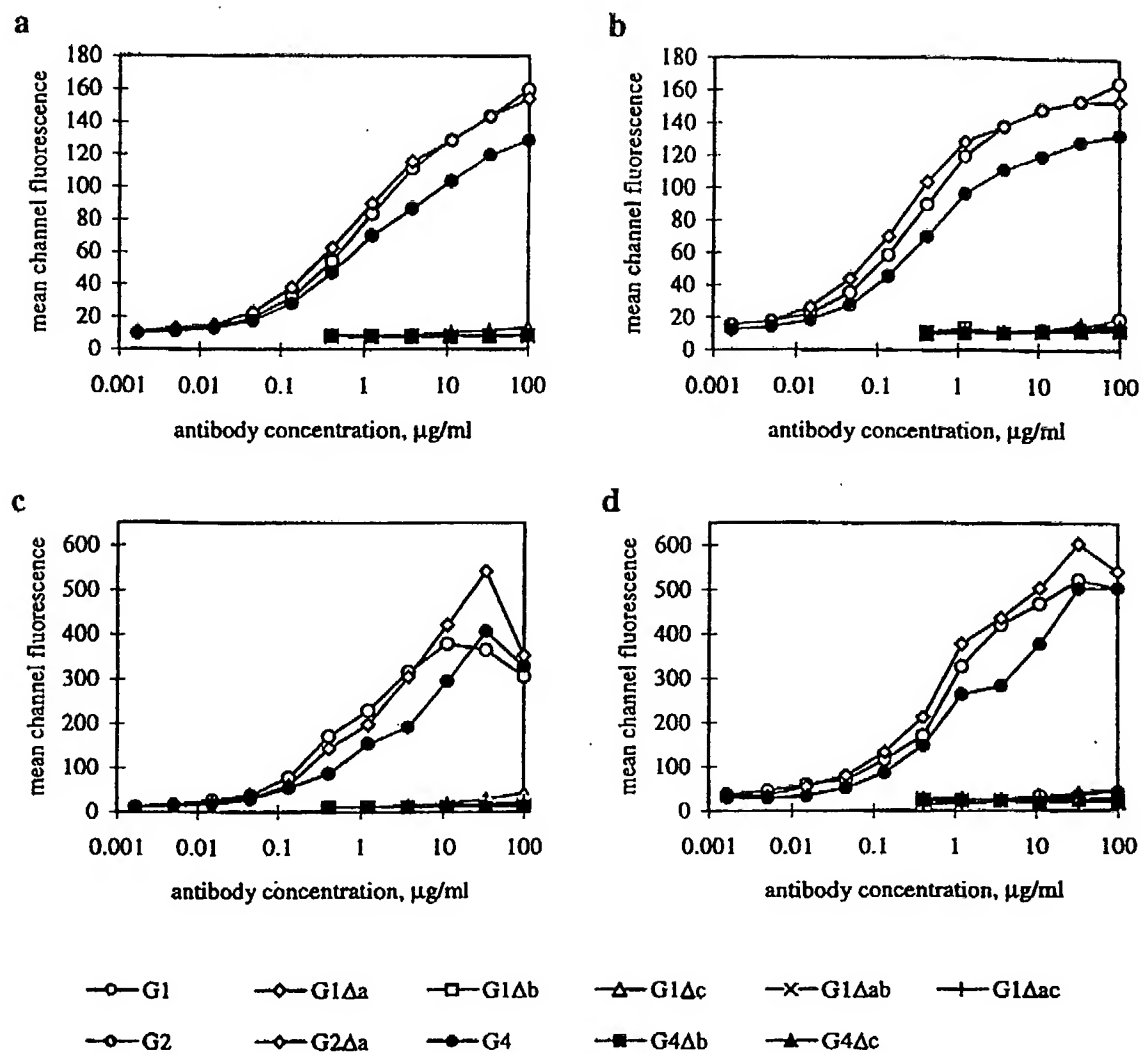 a
b
mean channel fluorescence
180
160
140
120
100
80
60
40
20
0
0.001 0.01 0.1 1 10 100
antibody concentration, μg/ml
mean channel fluorescence
180
160
140
120
100
80
60
40
20
0
0.001 0.01 0.1 1 10 100
antibody concentration, μg/ml
c
d
mean channel fluorescence
600
500
400
300
200
100
0
0.001 0.01 0.1 1 10 100
antibody concentration, μg/ml
mean channel fluorescence
600
500
400
300
200
100
0
0.001 0.01 0.1 1 10 100
antibody concentration, μg/ml
G1 G1Δa G1Δb G1Δc G1Δab G1Δac
G2 G2Δa G4 G4Δb G4Δc